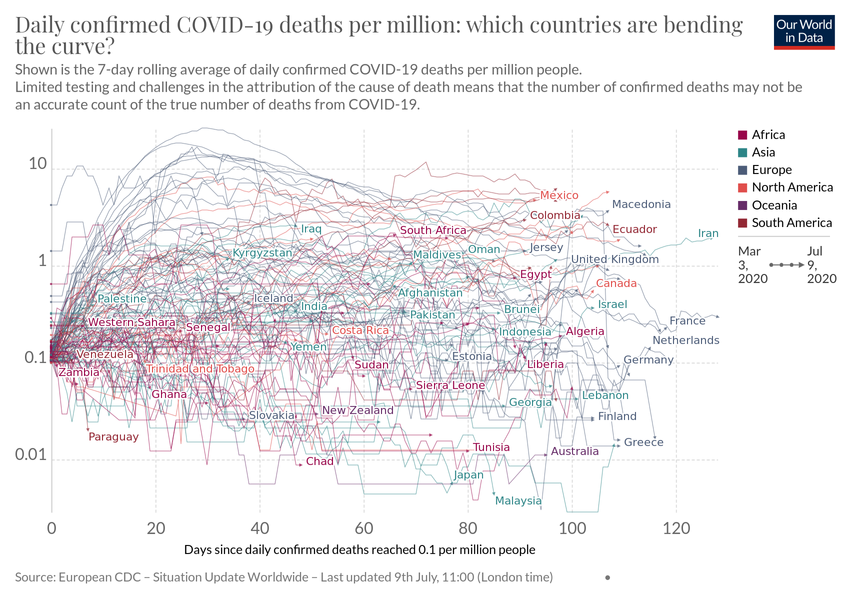 Daily confirmed COVID-19 deaths per million: which countries are bending
the curve?
Our World
in Data
Shown is the 7-day rolling average of daily confirmed COVID-19 deaths per million people.
Limited testing and challenges in the attribution of the cause of death means that the number of confirmed deaths may not be
an accurate count of the true number of deaths from COVID-19.
Africa
Asia
Europe
North America
Oceania
South America
Mar
3,
2020
Jul
9,
2020
10
1
0.1
0.01
Mexico
Macedonia
Colombia
Iraq
South Africa
Ecuador
Iran
Kyrgyzstan
Maldives
Oman
Jersey
United Kingdom
Egypt
Canada
Palestine
Iceland
India
Afghanistan
Pakistan
Brunei
Israel
Western Sahara
Senegal
Costa Rica
Indonesia
Algeria
France
Netherlands
Venezuela
Yemen
Estonia
Germany
Zambia
Trinidad and Tobago
Sudan
Liberia
Ghana
Sierra Leone
Lebanon
Georgia
Slovakia
New Zealand
Finland
Paraguay
Greece
Chad
Tunisia
Australia
Japan
Malaysia
0
20
40
60
80
100
120
Days since daily confirmed deaths reached 0.1 per million people
Source: European CDC – Situation Update Worldwide – Last updated 9th July, 11:00 (London time)